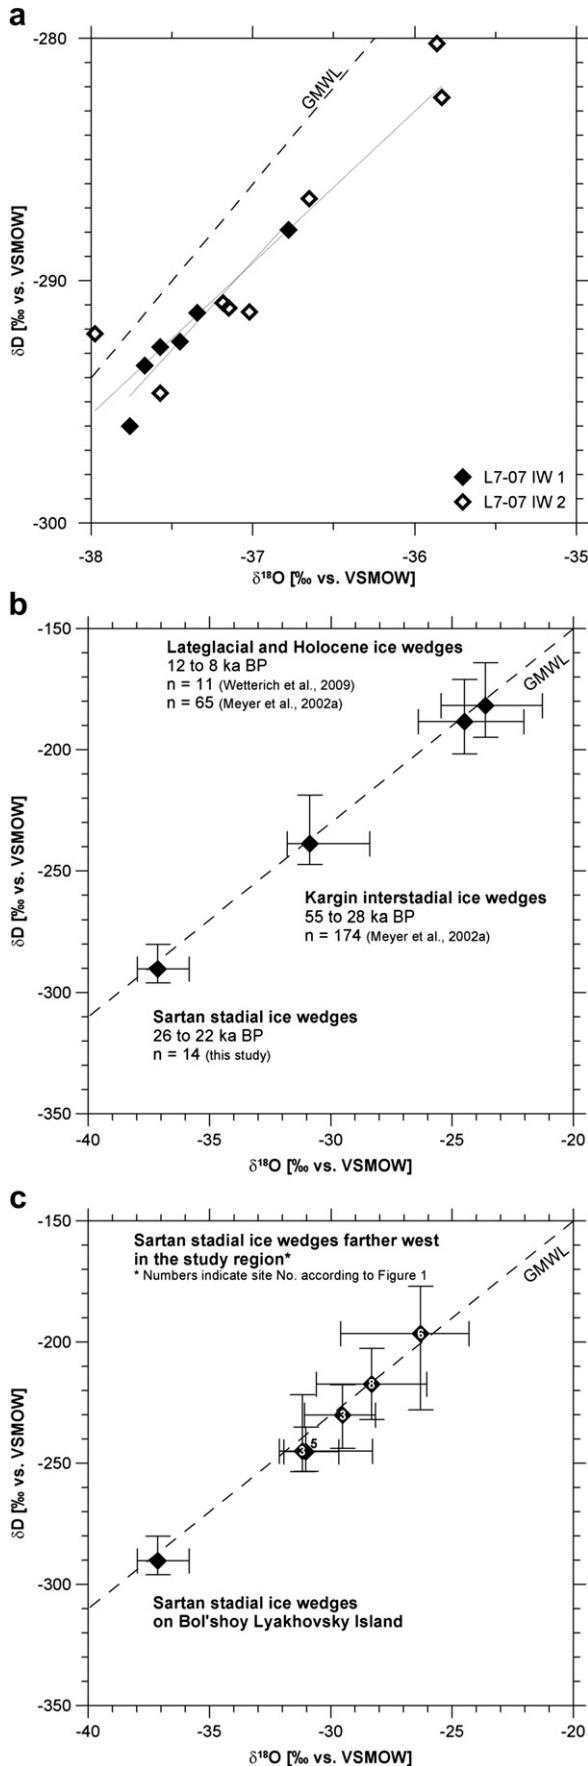 a
-280
GMWL
δD [‰ vs. VSMOW]
-290
L7-07 IW 1
L7-07 IW 2
-300
-38
-37
-36
-35
δ18O [‰ vs. VSMOW]
b
-150
Lateglacial and Holocene ice wedges
12 to 8 ka BP
n = 11 (Wetterich et al., 2009)
n = 65 (Meyer et al., 2002a)
GMWL
-200
δD [‰ vs. VSMOW]
-250
Kargin interstadial ice wedges
55 to 28 ka BP
n = 174 (Meyer et al., 2002a)
-300
Sartan stadial ice wedges
26 to 22 ka BP
n = 14 (this study)
-350
-40
-35
-30
-25
-20
δ18O [‰ vs. VSMOW]
c
-150
Sartan stadial ice wedges farther west
in the study region*
* Numbers indicate site No. according to Figure 1
GMWL
-200
6
8
3
δD [‰ vs. VSMOW]
-250
3
5
-300
Sartan stadial ice wedges
on Bol'shoy Lyakhovsky Island
-350
-40
-35
-30
-25
-20
δ18O [‰ vs. VSMOW]